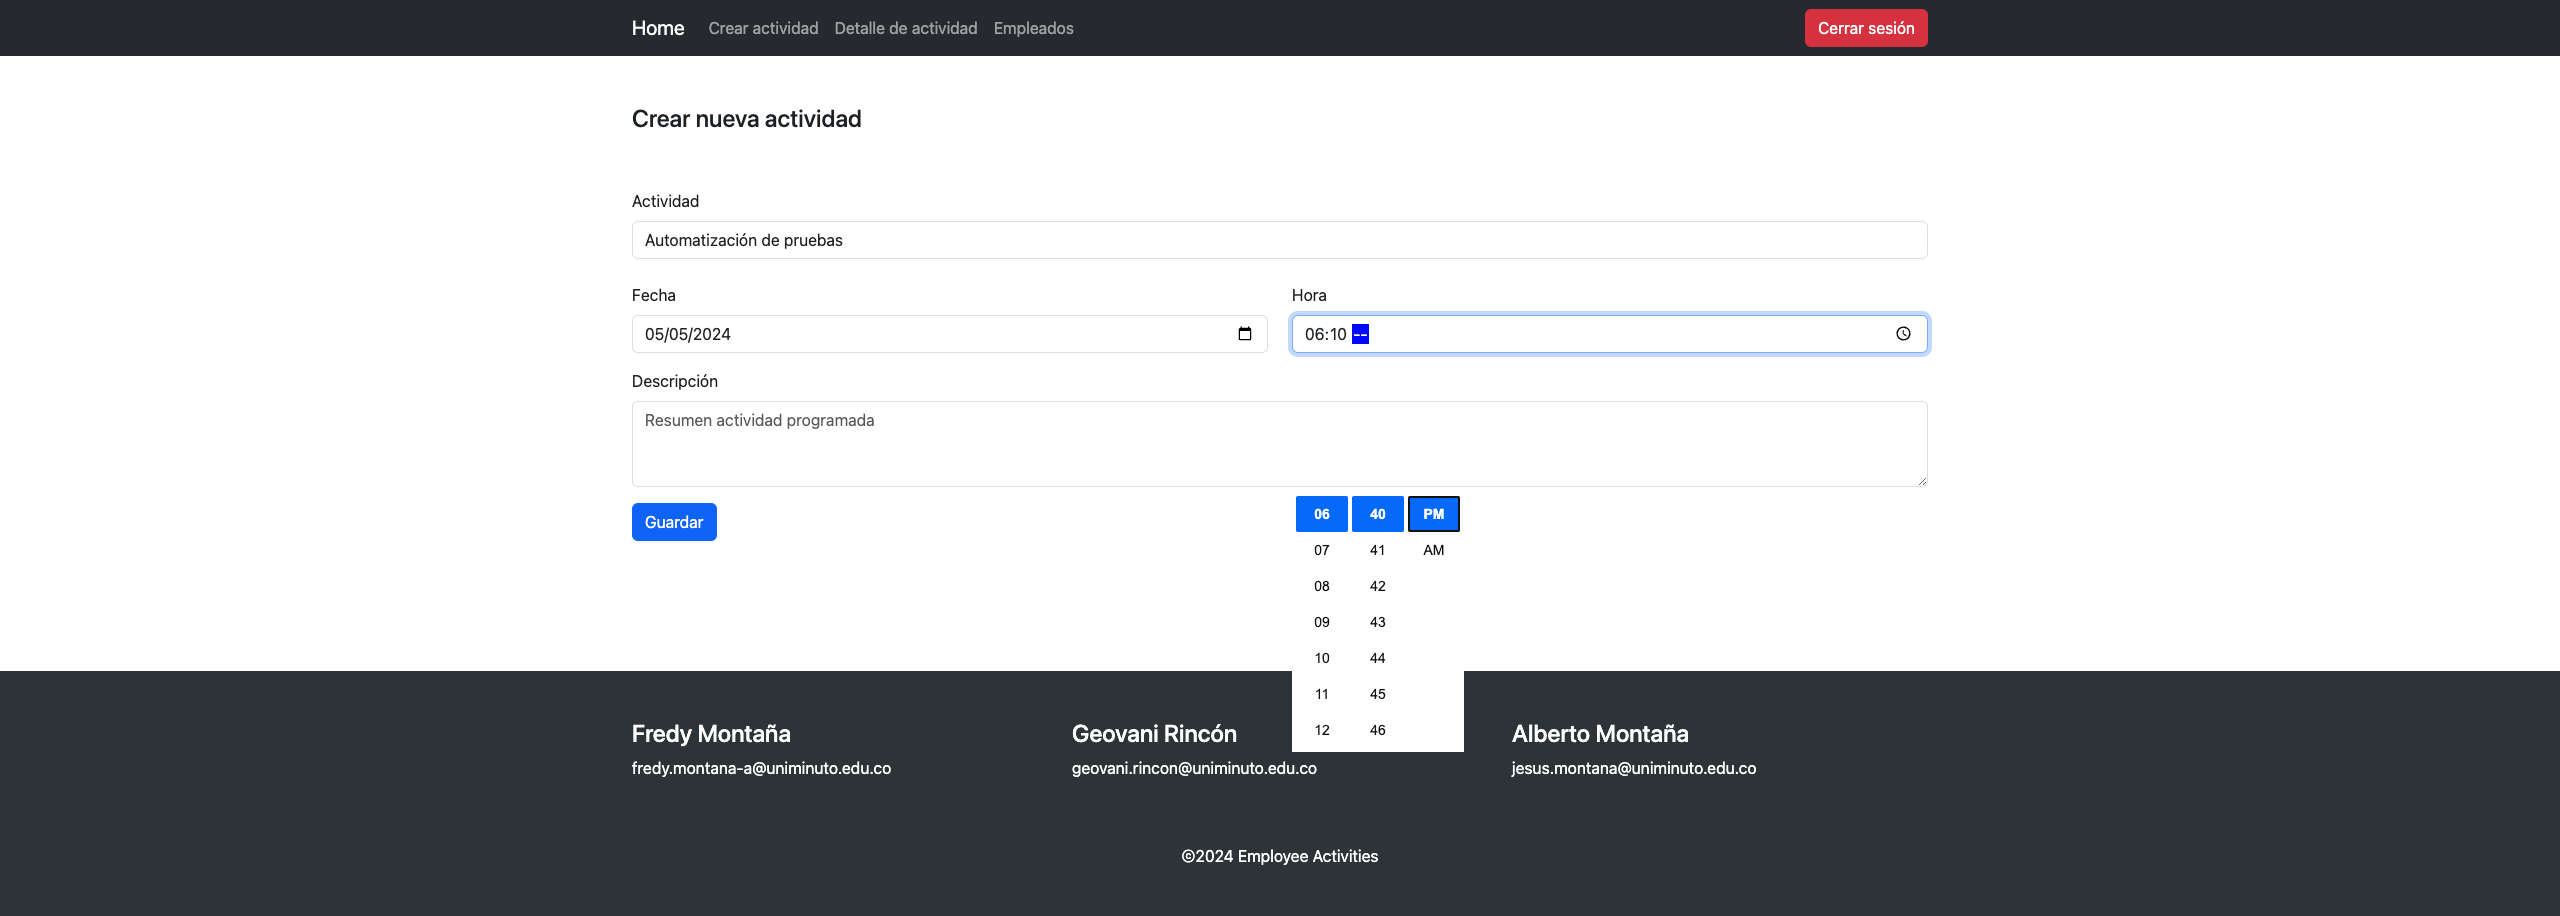 Home Crear actividad Detalle de actividad Empleados Cerrar sesión
Crear nueva actividad
Actividad
Automatización de pruebas
Fecha Hora
05/05/2024 06:10 --
Descripción
Resumen actividad programada
Guardar
06 40 PM
07 41 AM
08 42
09 43
10 44
11 45
12 46
Fredy Montaña Geovani Rincón Alberto Montaña
fredy.montana-a@uniminuto.edu.co geovani.rincon@uniminuto.edu.co jesus.montana@uniminuto.edu.co
©2024 Employee Activities